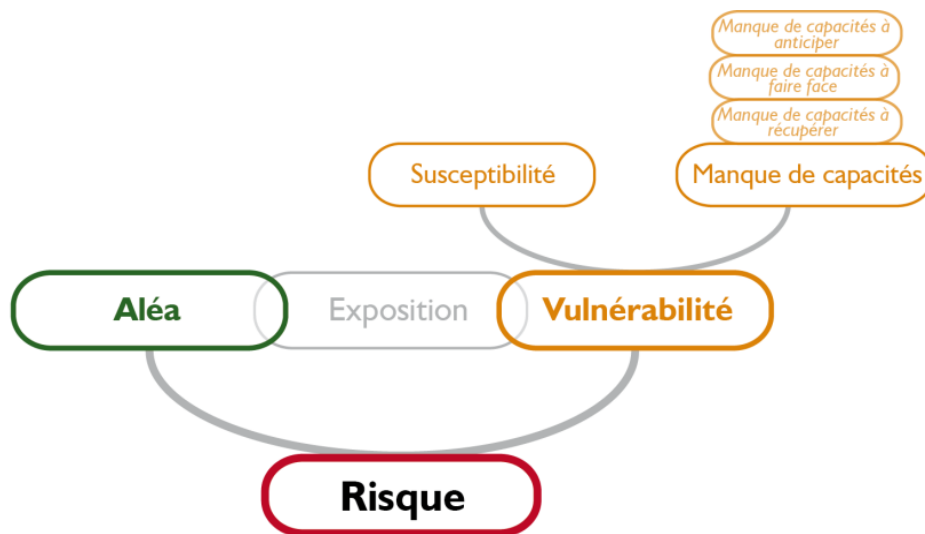 Manque de capacités à
anticiper
Manque de capacités à
faire face
Manque de capacités à
récupérer
Susceptibilité
Manque de capacités
Aléa
Exposition
Vulnérabilité
Risque